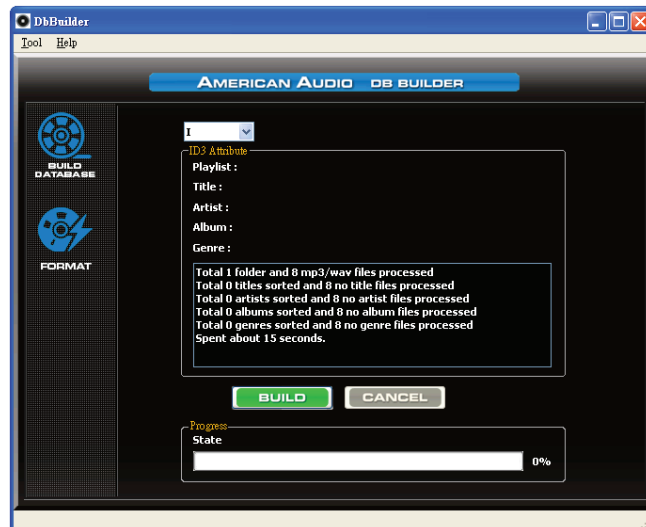 DbBuilder
Tool Help
AMERICAN AUDIO DB BUILDER
BUILD
DATABASE
FORMAT
I
ID3 Attribute
Playlist :
Title :
Artist :
Album :
Genre :
Total 1 folder and 8 mp3/wav files processed
Total 0 titles sorted and 8 no title files processed
Total 0 artists sorted and 8 no artist files processed
Total 0 albums sorted and 8 no album files processed
Total 0 genres sorted and 8 no genre files processed
Spent about 15 seconds.
BUILD CANCEL
Progress
State
0%